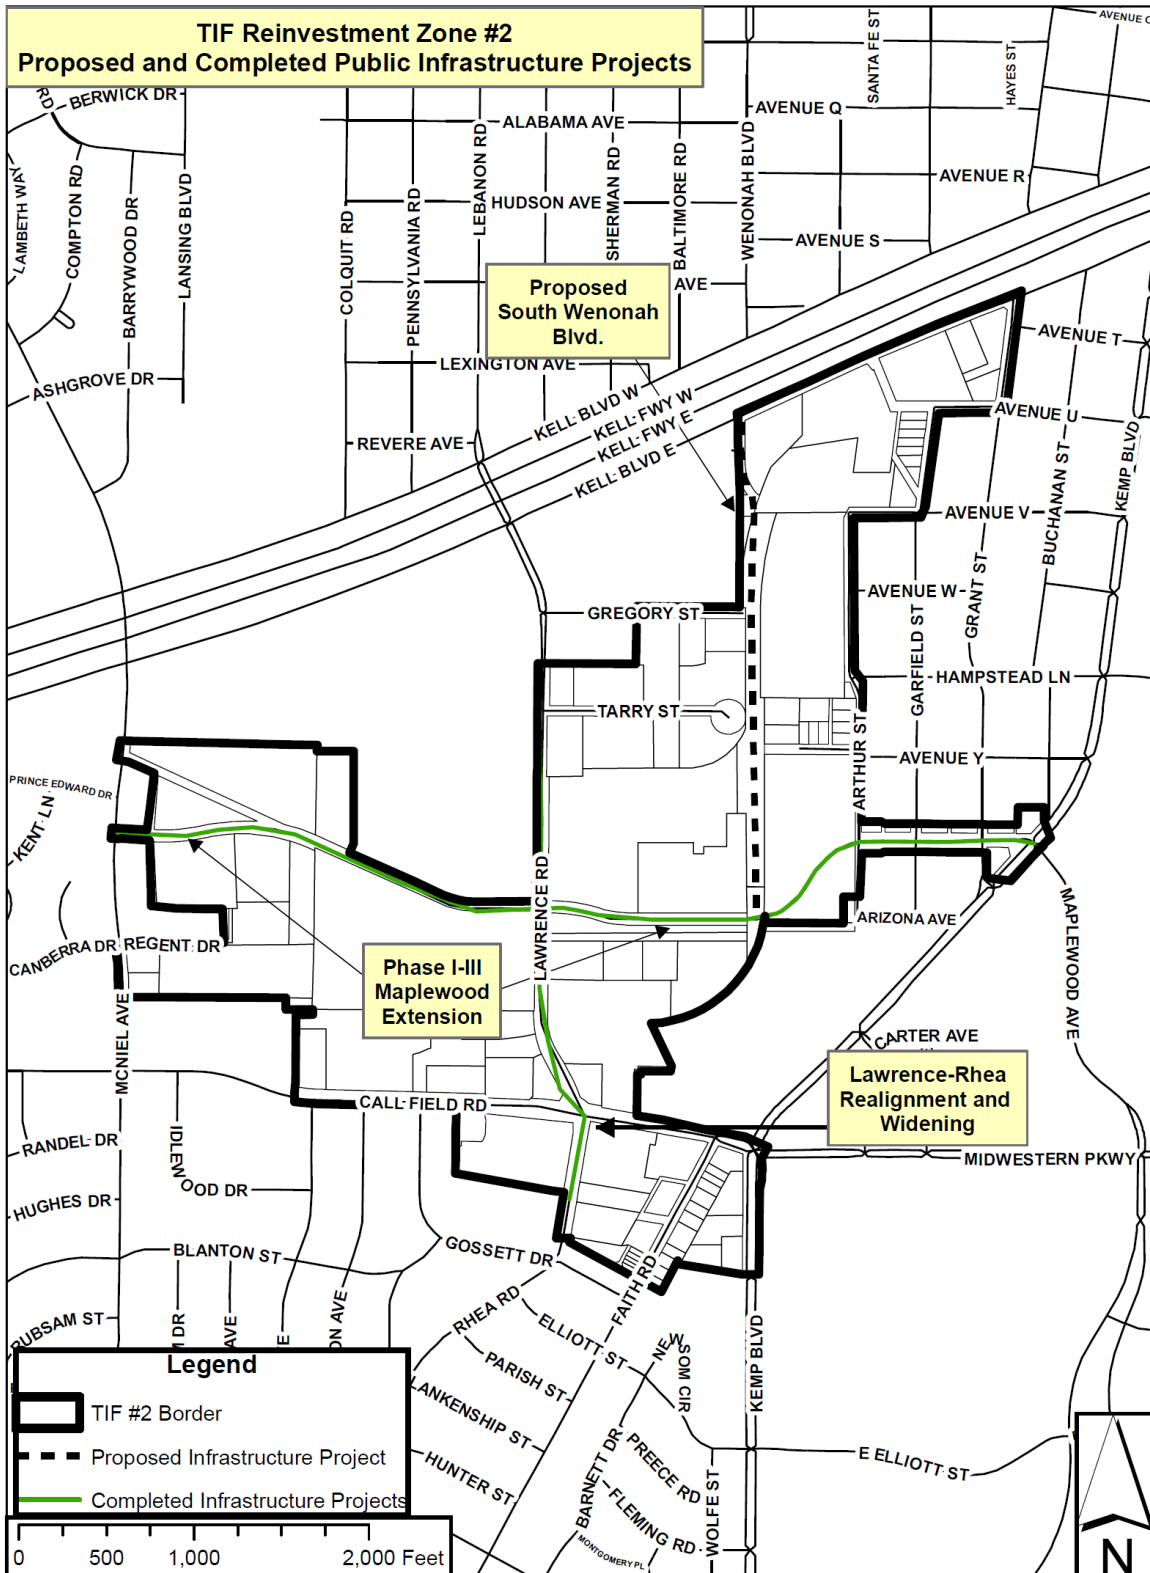 TIF Reinvestment Zone #2
Proposed and Completed Public Infrastructure Projects
AVENUE
SANTA FE ST
HAYES ST
RD
BERWICK DR
AVENUE Q
ALABAMA AVE
LAMBETH WAY
COMPTON RD
BARRYWOOD DR
LANSING BLVD
COLQUIT RD
PENNSYLVANIA RD
LEBANON RD
SHERMAN RD
BALTIMORE RD
WENONAH BLVD
AVENUE R
HUDSON AVE
AVENUE S
AVE
Proposed
South Wenonah
Blvd.
AVENUE T
LEXINGTON AVE
ASHGROVE DR
KELL BLVD W
KELL FWY W
KELL FWY E
KELL BLVD E
REVERE AVE
AVENUE U
KEMP BLVD
BUCHANAN ST
AVENUE V
GRANT ST
AVENUE W
GARFIELD ST
GREGORY ST
HAMPSTEAD LN
TARRY ST
ARTHUR ST
AVENUE Y
PRINCE EDWARD DR
KENT LN
LAWRENCE RD
ARIZONA AVE
MAPLEWOOD AVE
CANBERRA DR
REGENT DR
Phase I-III
Maplewood
Extension
MCNIEL AVE
CARTER AVE
Lawrence-Rhea
Realignment and
Widening
CALL FIELD RD
RANDEL DR
IDLEWOOD DR
MIDWESTERN PKWY
HUGHES DR
BLANTON ST
GOSSETT DR
FAITH RD
RHEA RD
ELLIOTT ST
RUBSAM ST
M DR
AVE
E
ON AVE
NEWSOM CIR
KEMP BLVD
PARISH ST
LANKENSHIP ST
HUNTER ST
BARNETT DR
PREECE RD
FLEMING RD
WOLFE ST
MONTGOMERY PL
E ELLIOTT ST
Legend
TIF #2 Border
Proposed Infrastructure Project
Completed Infrastructure Projects
0 500 1,000 2,000 Feet
N